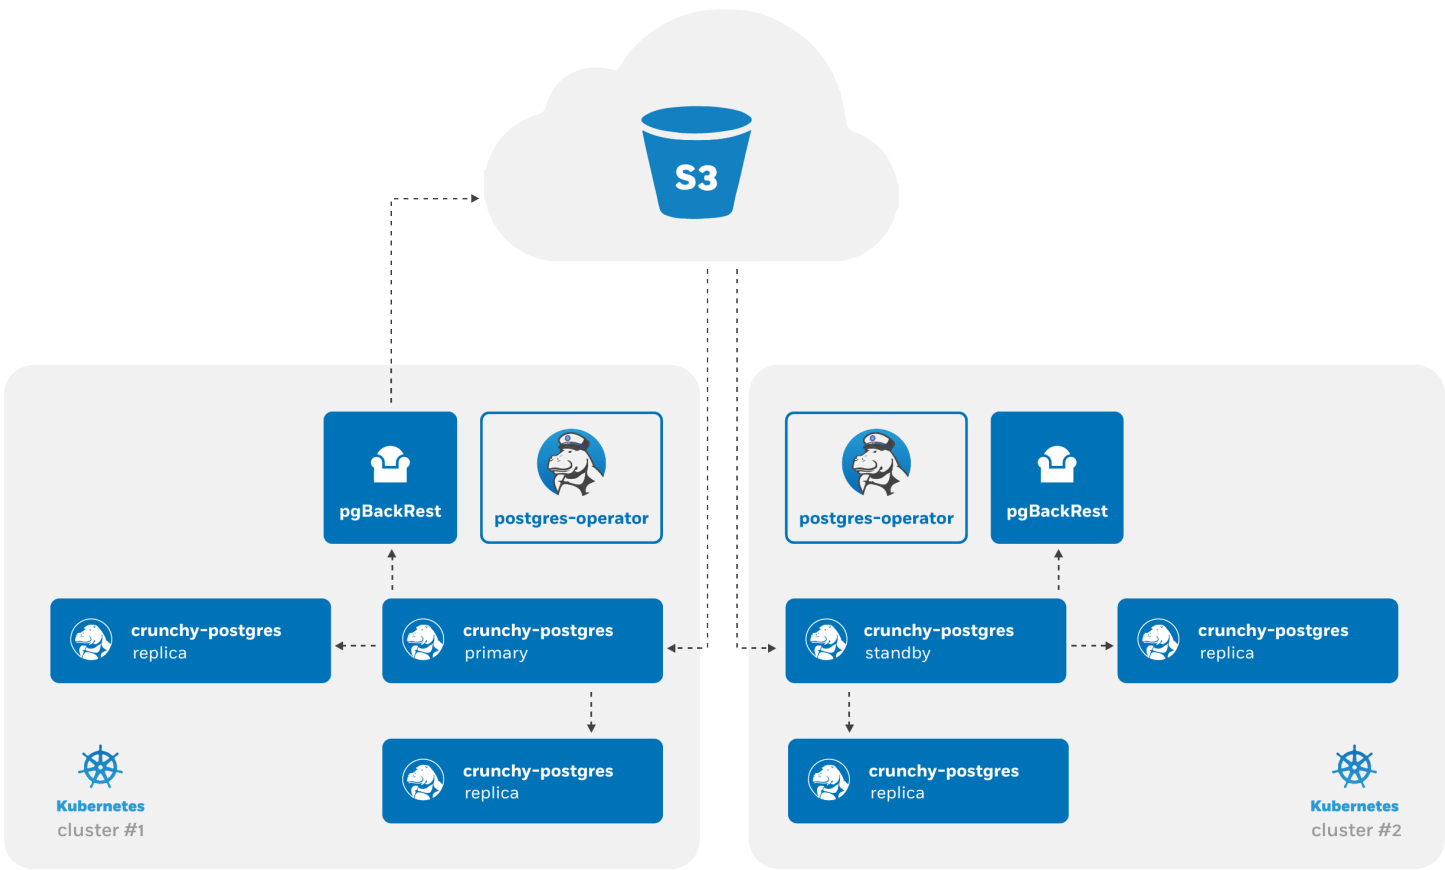 S3
pgBackRest
postgres-operator
crunchy-postgres
replica
crunchy-postgres
primary
crunchy-postgres
replica
Kubernetes
cluster #1
postgres-operator
pgBackRest
crunchy-postgres
standby
crunchy-postgres
replica
crunchy-postgres
replica
Kubernetes
cluster #2